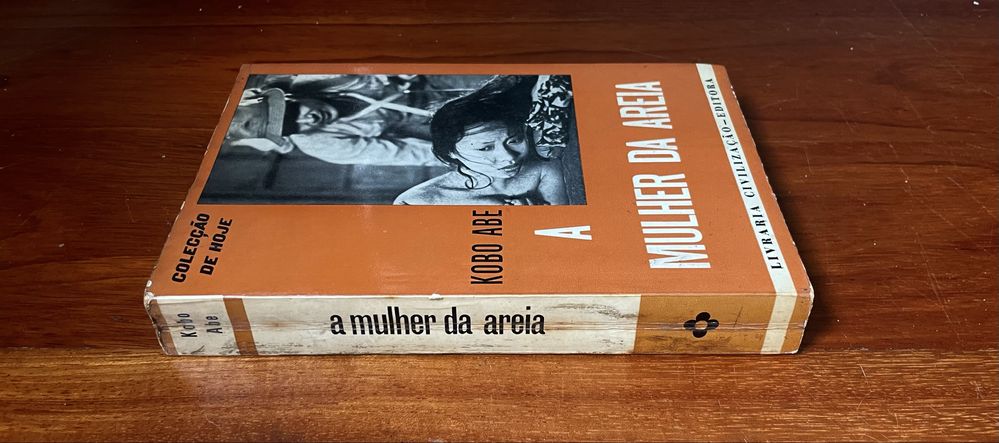 COLECÇÃO
DE HOJE
KOBO ABE
A
MULHER DA AREIA
LIVRARIA CIVILIZAÇÃO-EDITORA
Kobo
Abe
a mulher da areia